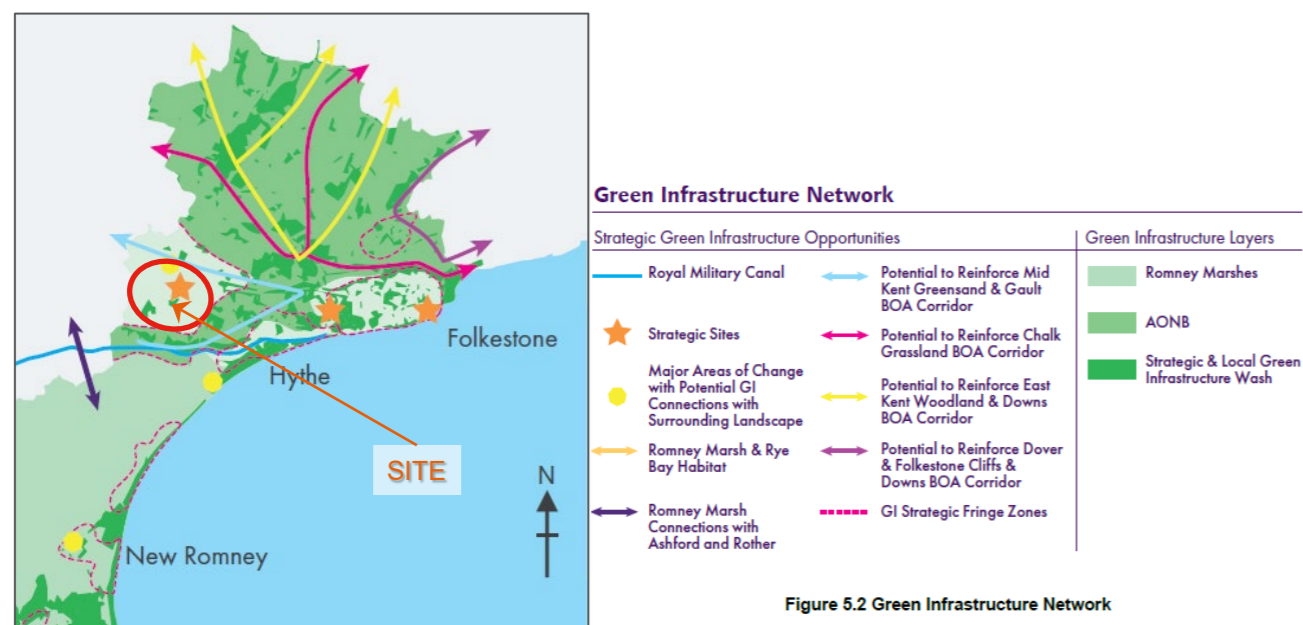 Folkestone
Hythe
SITE
N
New Romney
Green Infrastructure Network
Strategic Green Infrastructure Opportunities
Royal Military Canal
Strategic Sites
Major Areas of Change
with Potential GI
Connections with
Surrounding Landscape
Romney Marsh & Rye
Bay Habitat
Romney Marsh
Connections with
Ashford and Rother
Potential to Reinforce Mid
Kent Greensand & Gault
BOA Corridor
Potential to Reinforce Chalk
Grassland BOA Corridor
Potential to Reinforce East
Kent Woodland & Downs
BOA Corridor
Potential to Reinforce Dover
& Folkestone Cliffs &
Downs BOA Corridor
GI Strategic Fringe Zones
Green Infrastructure Layers
Romney Marshes
AONB
Strategic & Local Green
Infrastructure Wash
Figure 5.2 Green Infrastructure Network